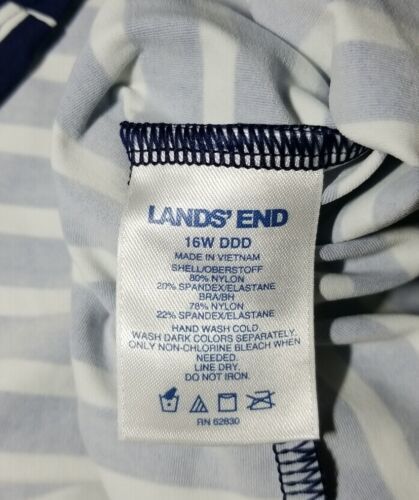 LANDS' END
16W DDD
MADE IN VIETNAM
SHELL/OBERSTOFF
80% NYLON
20% SPANDEX/ELASTANE
BRA/BH
78% NYLON
22% SPANDEX/ELASTANE
HAND WASH COLD
WASH DARK COLORS SEPARATELY.
ONLY NON-CHLORINE BLEACH WHEN
NEEDED.
LINE DRY.
DO NOT IRON.
RN 62830